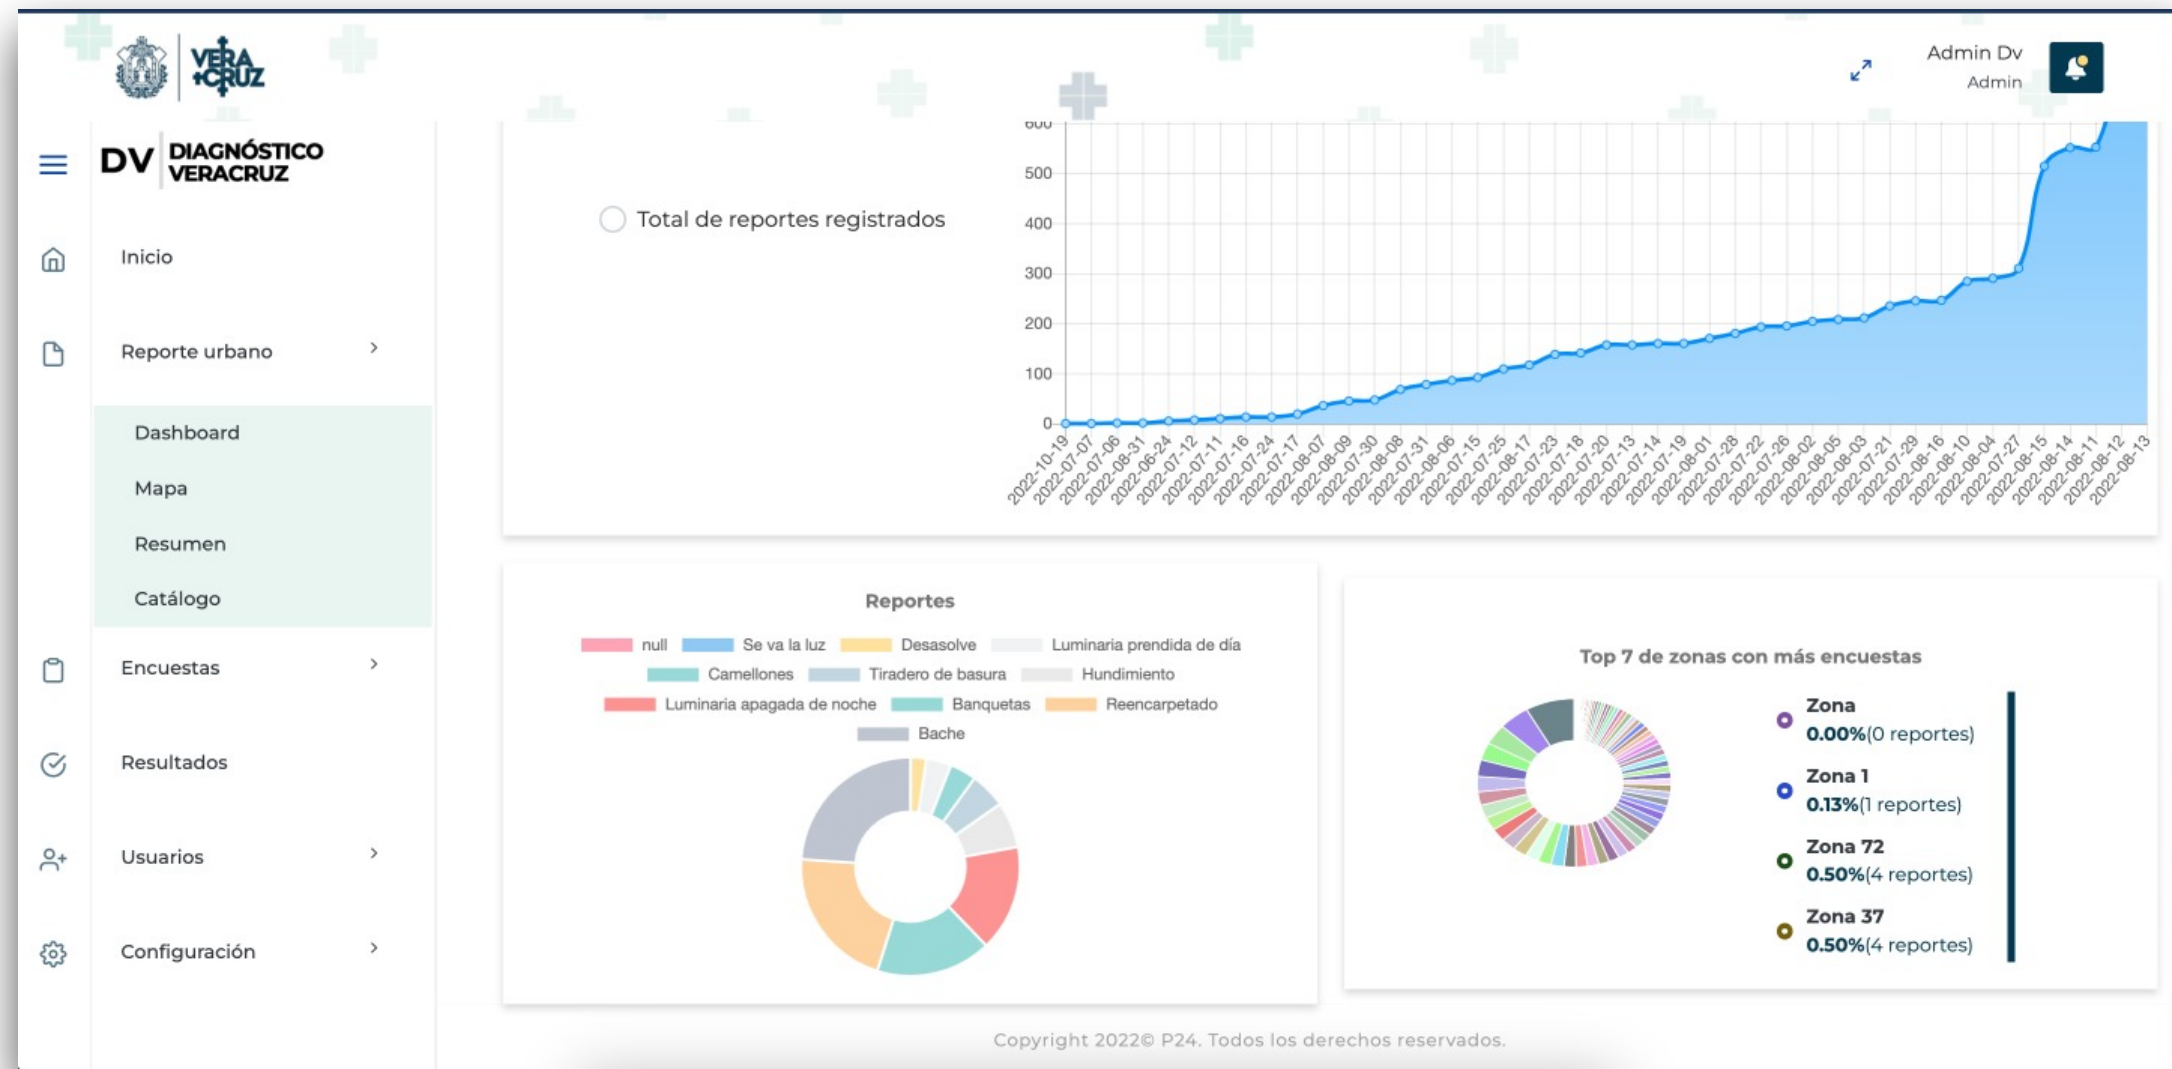 VERA
+CRUZ
Admin Dv
Admin
DV DIAGNÓSTICO
VERACRUZ
Inicio
Reporte urbano
Dashboard
Mapa
Resumen
Catálogo
Encuestas
Resultados
Usuarios
Configuración
Total de reportes registrados
600
500
400
300
200
100
0
2022-10-19
2022-07-07
2022-07-06
2022-08-31
2022-06-24
2022-07-12
2022-07-11
2022-07-16
2022-07-24
2022-07-17
2022-08-07
2022-08-09
2022-07-30
2022-08-08
2022-07-31
2022-08-06
2022-07-15
2022-07-25
2022-08-17
2022-07-23
2022-07-18
2022-07-20
2022-07-13
2022-07-14
2022-07-19
2022-08-01
2022-07-28
2022-07-22
2022-07-26
2022-08-02
2022-08-05
2022-08-03
2022-07-21
2022-07-29
2022-08-16
2022-08-10
2022-08-04
2022-07-27
2022-08-15
2022-08-14
2022-08-11
2022-08-12
2022-08-13
Reportes
null Se va la luz Desasolve Luminaria prendida de día
Camellones Tiradero de basura Hundimiento
Luminaria apagada de noche Banquetas Reencarpetado
Bache
Top 7 de zonas con más encuestas
Zona
0.00%(0 reportes)
Zona 1
0.13%(1 reportes)
Zona 72
0.50%(4 reportes)
Zona 37
0.50%(4 reportes)
Copyright 2022© P24. Todos los derechos reservados.